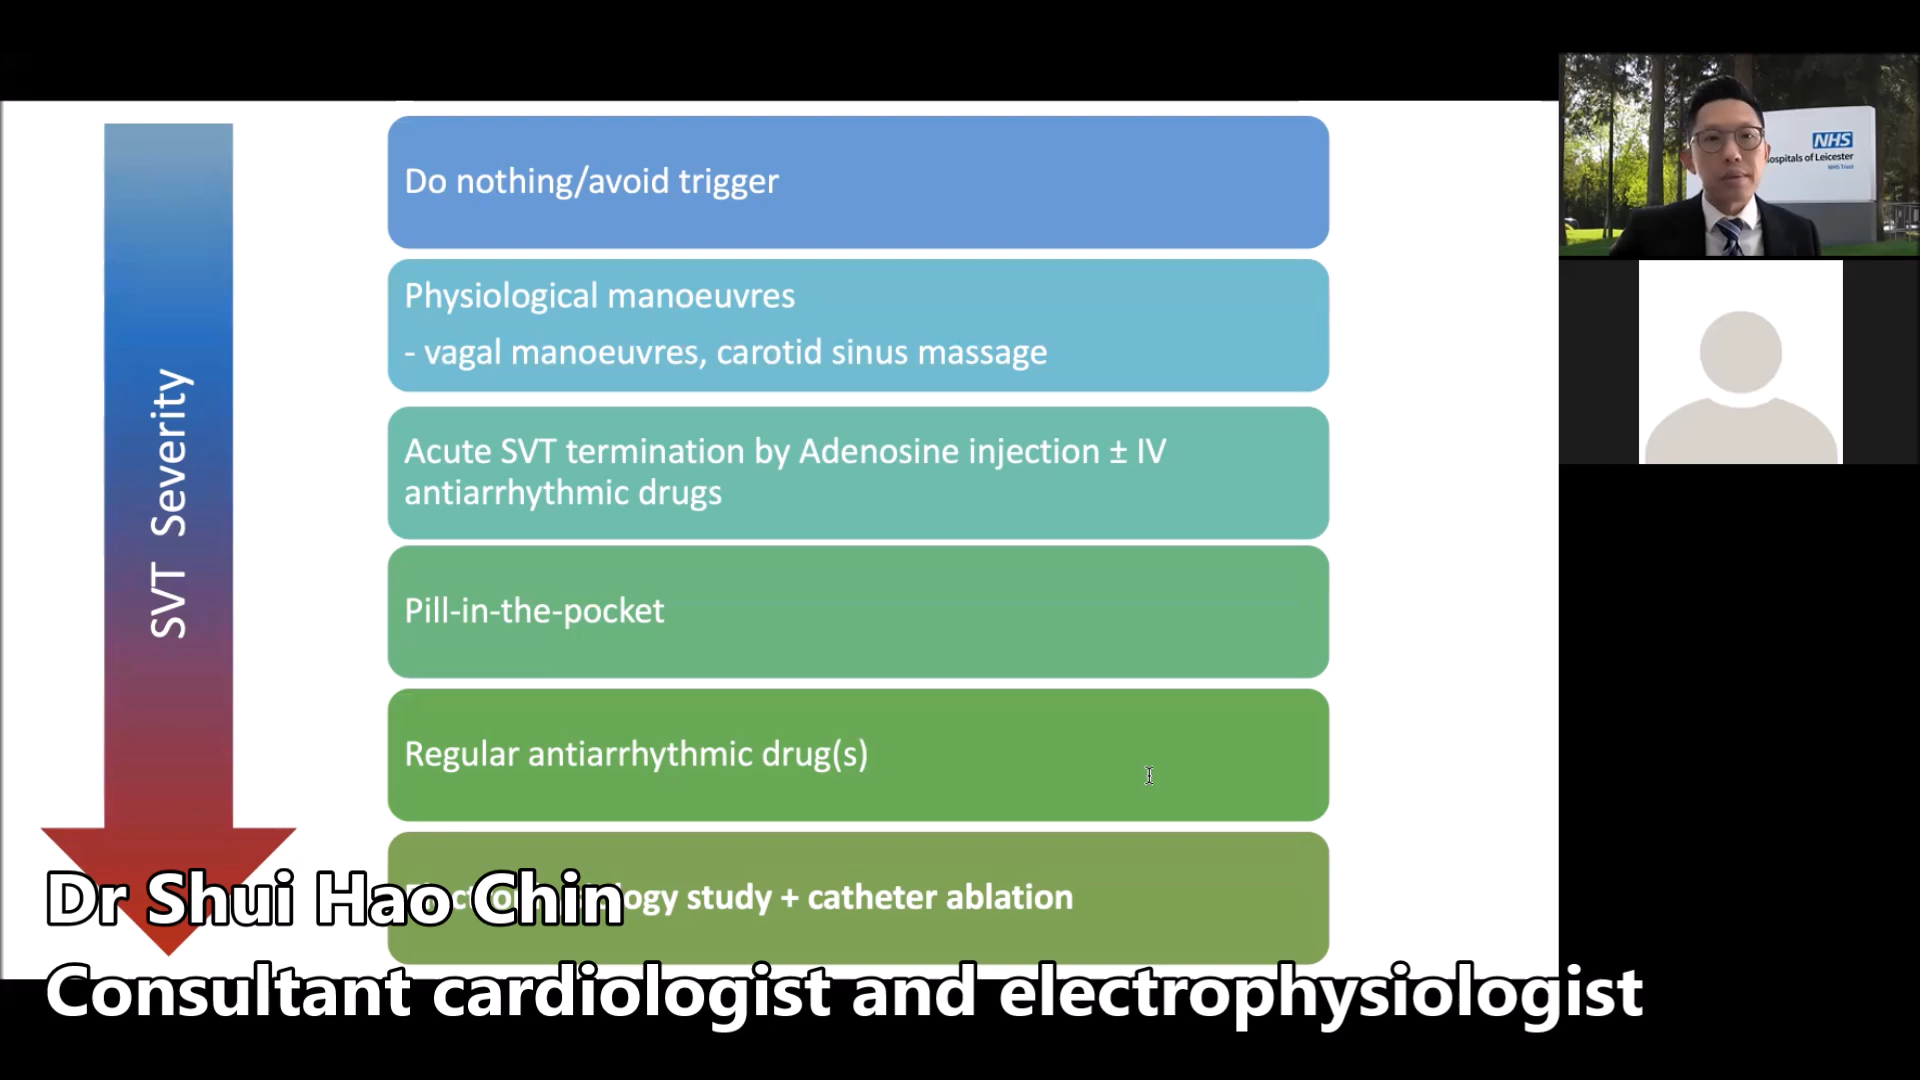 Do nothing/avoid trigger
Physiological manoeuvres
- vagal manoeuvres, carotid sinus massage
Acute SVT termination by Adenosine injection ± IV
antiarrhythmic drugs
Pill-in-the-pocket
Regular antiarrhythmic drug(s)
study + catheter ablation
SVT Severity
Dr Shui Hao Chin
Consultant cardiologist and electrophysiologist
NHS
ospitals of Leicester
NHS Trust